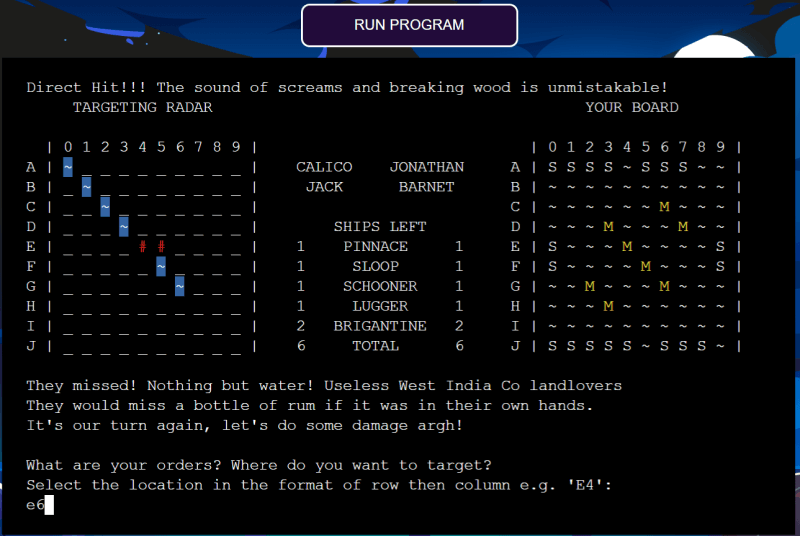 RUN PROGRAM
Direct Hit!!! The sound of screams and breaking wood is unmistakable!
TARGETING RADAR YOUR BOARD
| 0 1 2 3 4 5 6 7 8 9 | | 0 1 2 3 4 5 6 7 8 9 |
A | ~ _ _ _ _ _ _ _ _ _ | CALICO JONATHAN A | S S S S ~ S S S ~ ~ |
B | _ ~ _ _ _ _ _ _ _ _ | JACK BARNET B | ~ ~ ~ ~ ~ ~ ~ ~ ~ ~ |
C | _ _ ~ _ _ _ _ _ _ _ | C | ~ ~ ~ ~ ~ ~ M ~ ~ ~ |
D | _ _ _ ~ _ _ _ _ _ _ | SHIPS LEFT D | ~ ~ ~ M ~ ~ ~ M ~ ~ |
E | _ _ _ _ # # _ _ _ _ | 1 PINNACE 1 E | S ~ ~ ~ M ~ ~ ~ ~ S |
F | _ _ _ _ _ ~ _ _ _ _ | 1 SLOOP 1 F | S ~ ~ ~ ~ M ~ ~ ~ S |
G | _ _ _ _ _ _ ~ _ _ _ | 1 SCHOONER 1 G | ~ ~ M ~ ~ ~ M ~ ~ ~ |
H | _ _ _ _ _ _ _ _ _ _ | 1 LUGGER 1 H | ~ ~ ~ M ~ ~ ~ ~ ~ ~ |
I | _ _ _ _ _ _ _ _ _ _ | 2 BRIGANTINE 2 I | ~ ~ ~ ~ ~ ~ ~ ~ ~ ~ |
J | _ _ _ _ _ _ _ _ _ _ | 6 TOTAL 6 J | S S S S S ~ S S S ~ |
They missed! Nothing but water! Useless West India Co landlovers
They would miss a bottle of rum if it was in their own hands.
It's our turn again, let's do some damage argh!
What are your orders? Where do you want to target?
Select the location in the format of row then column e.g. 'E4':
e6